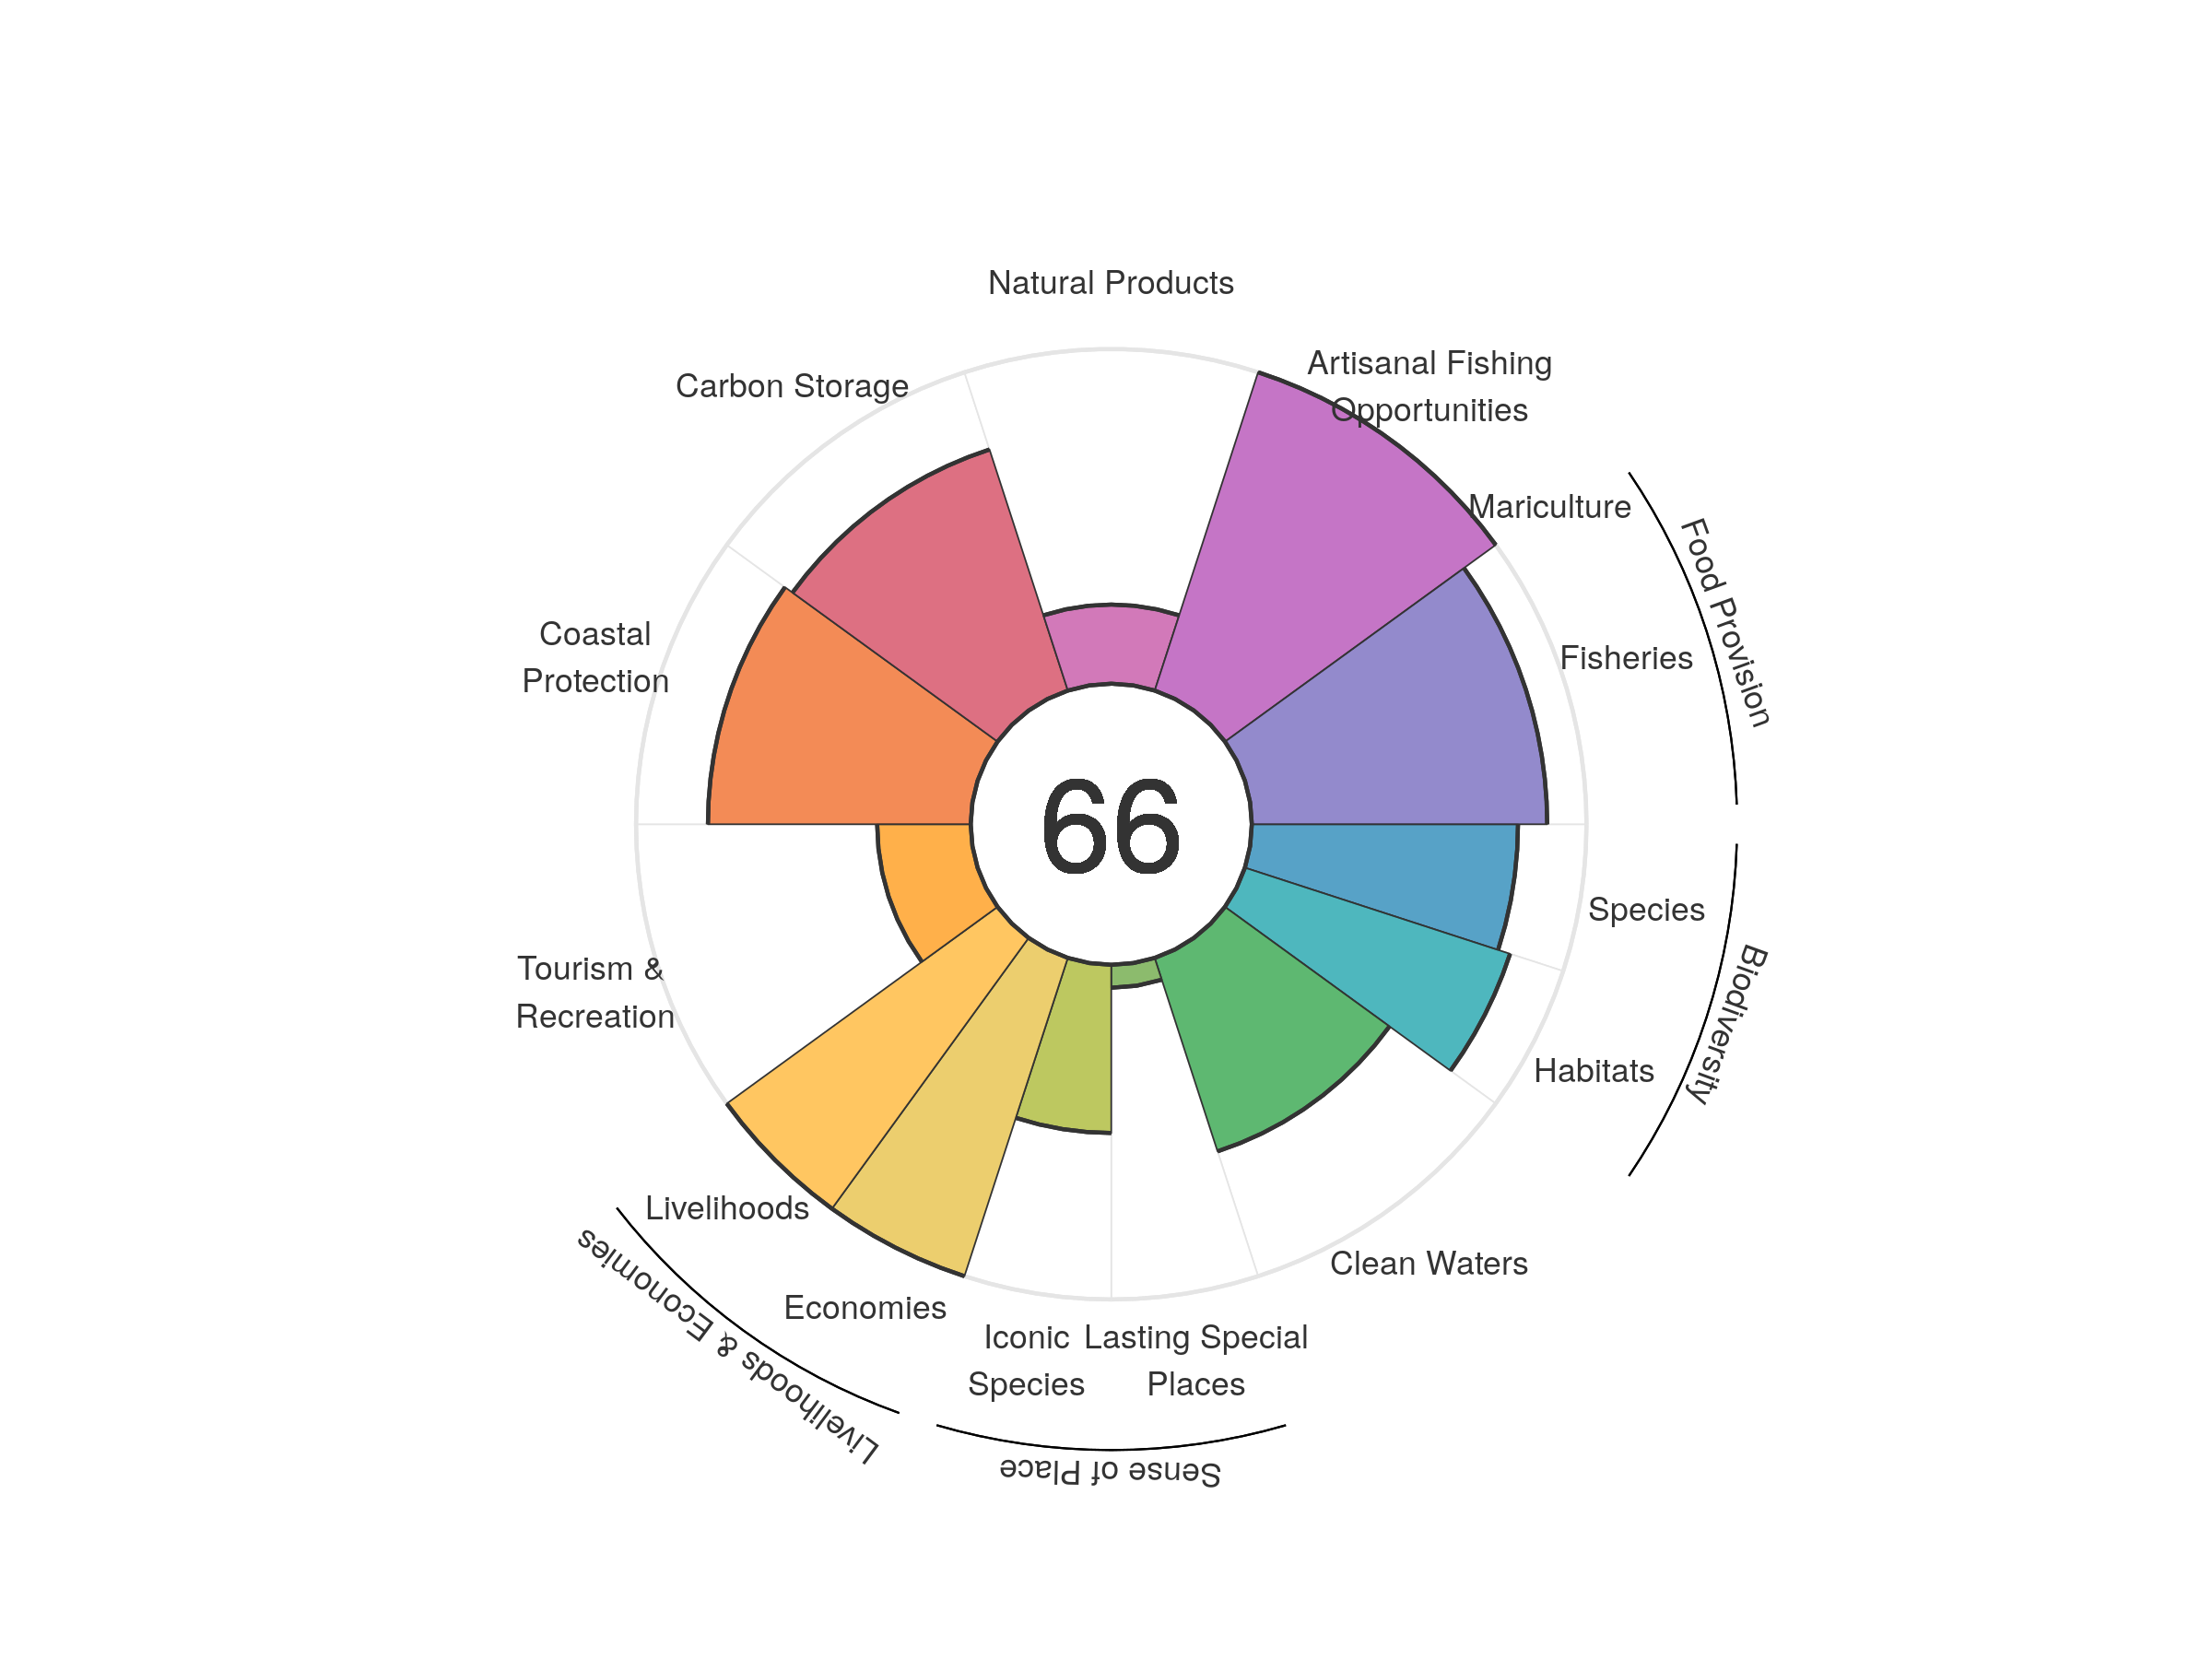 Natural Products
Artisanal Fishing
Opportunities
Carbon Storage
Mariculture
Food Provision
Fisheries
Coastal
Protection
66
Species
Biodiversity
Tourism &
Recreation
Habitats
Livelihoods
Clean Waters
Livelihoods & Economies
Economies
Iconic
Species
Lasting Special
Places
Sense of Place